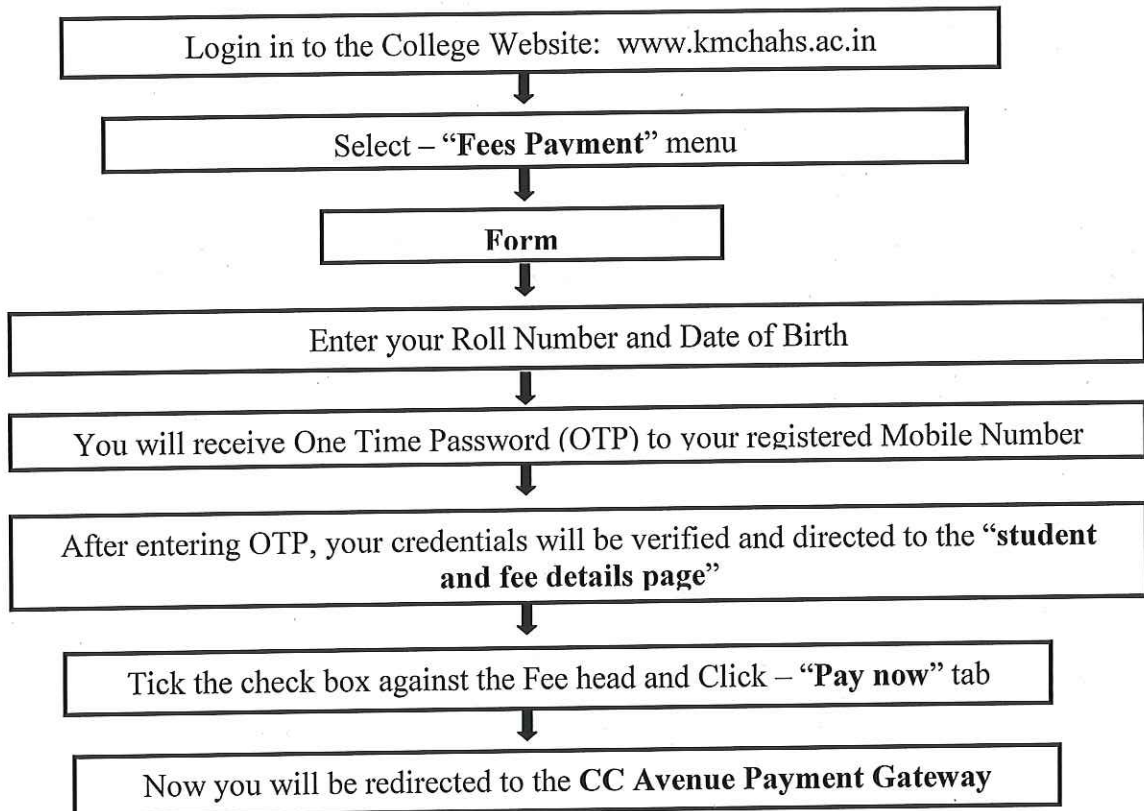 Login in to the College Website: www.kmchahs.ac.in
Select – “Fees Payment” menu
Form
Enter your Roll Number and Date of Birth
You will receive One Time Password (OTP) to your registered Mobile Number
After entering OTP, your credentials will be verified and directed to the “student
and fee details page”
Tick the check box against the Fee head and Click – “Pay now” tab
Now you will be redirected to the CC Avenue Payment Gateway